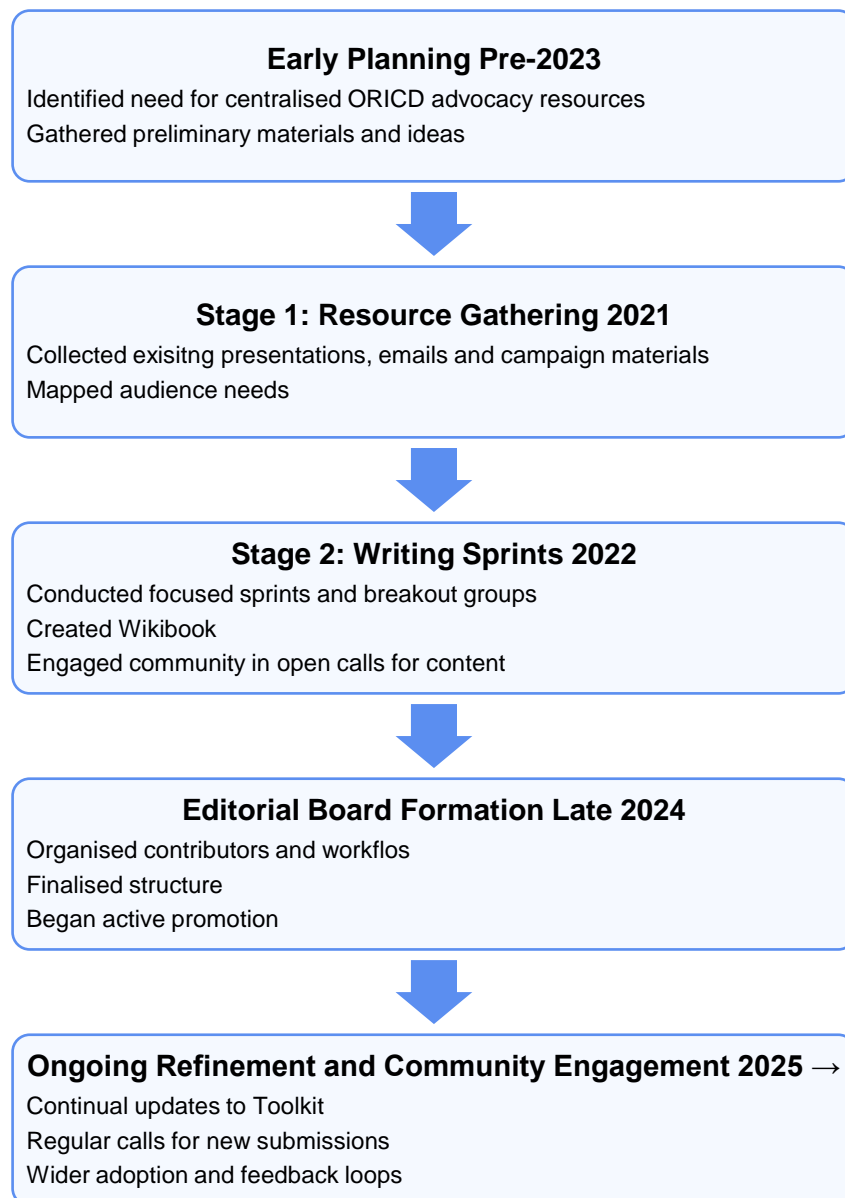 Early Planning Pre-2023
Identified need for centralised ORICD advocacy resources
Gathered preliminary materials and ideas
Stage 1: Resource Gathering 2021
Collected exisitng presentations, emails and campaign materials
Mapped audience needs
Stage 2: Writing Sprints 2022
Conducted focused sprints and breakout groups
Created Wikibook
Engaged community in open calls for content
Editorial Board Formation Late 2024
Organised contributors and workflos
Finalised structure
Began active promotion
Ongoing Refinement and Community Engagement 2025 →
Continual updates to Toolkit
Regular calls for new submissions
Wider adoption and feedback loops